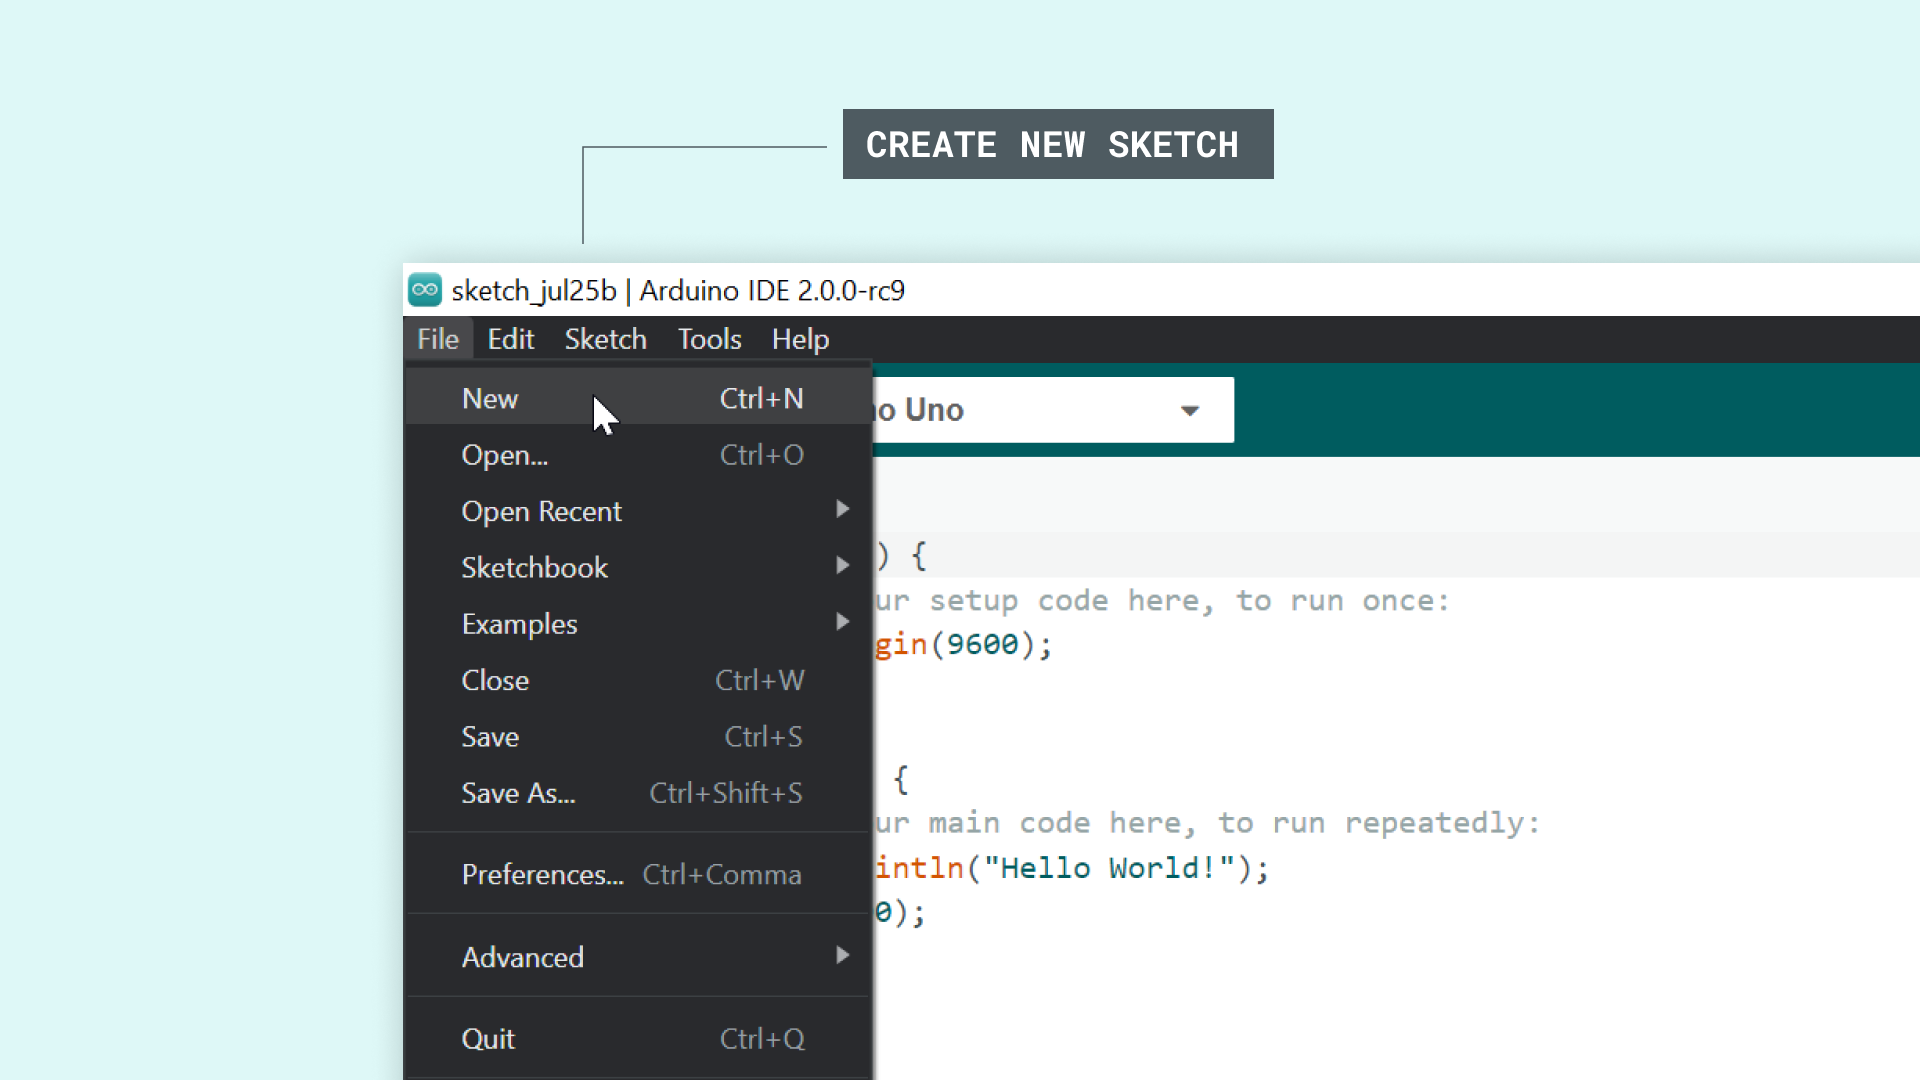 CREATE NEW SKETCH
sketch_jul25b | Arduino IDE 2.0.0-rc9
File Edit Sketch Tools Help
New Ctrl+N
Uno
Open... Ctrl+O
Open Recent
) {
Sketchbook
ur setup code here, to run once:
Examples
gin(9600);
Close Ctrl+W
Save Ctrl+S
{
Save As... Ctrl+Shift+S
ur main code here, to run repeatedly:
Preferences... Ctrl+Comma
intln("Hello World!");
0);
Advanced
Quit Ctrl+Q